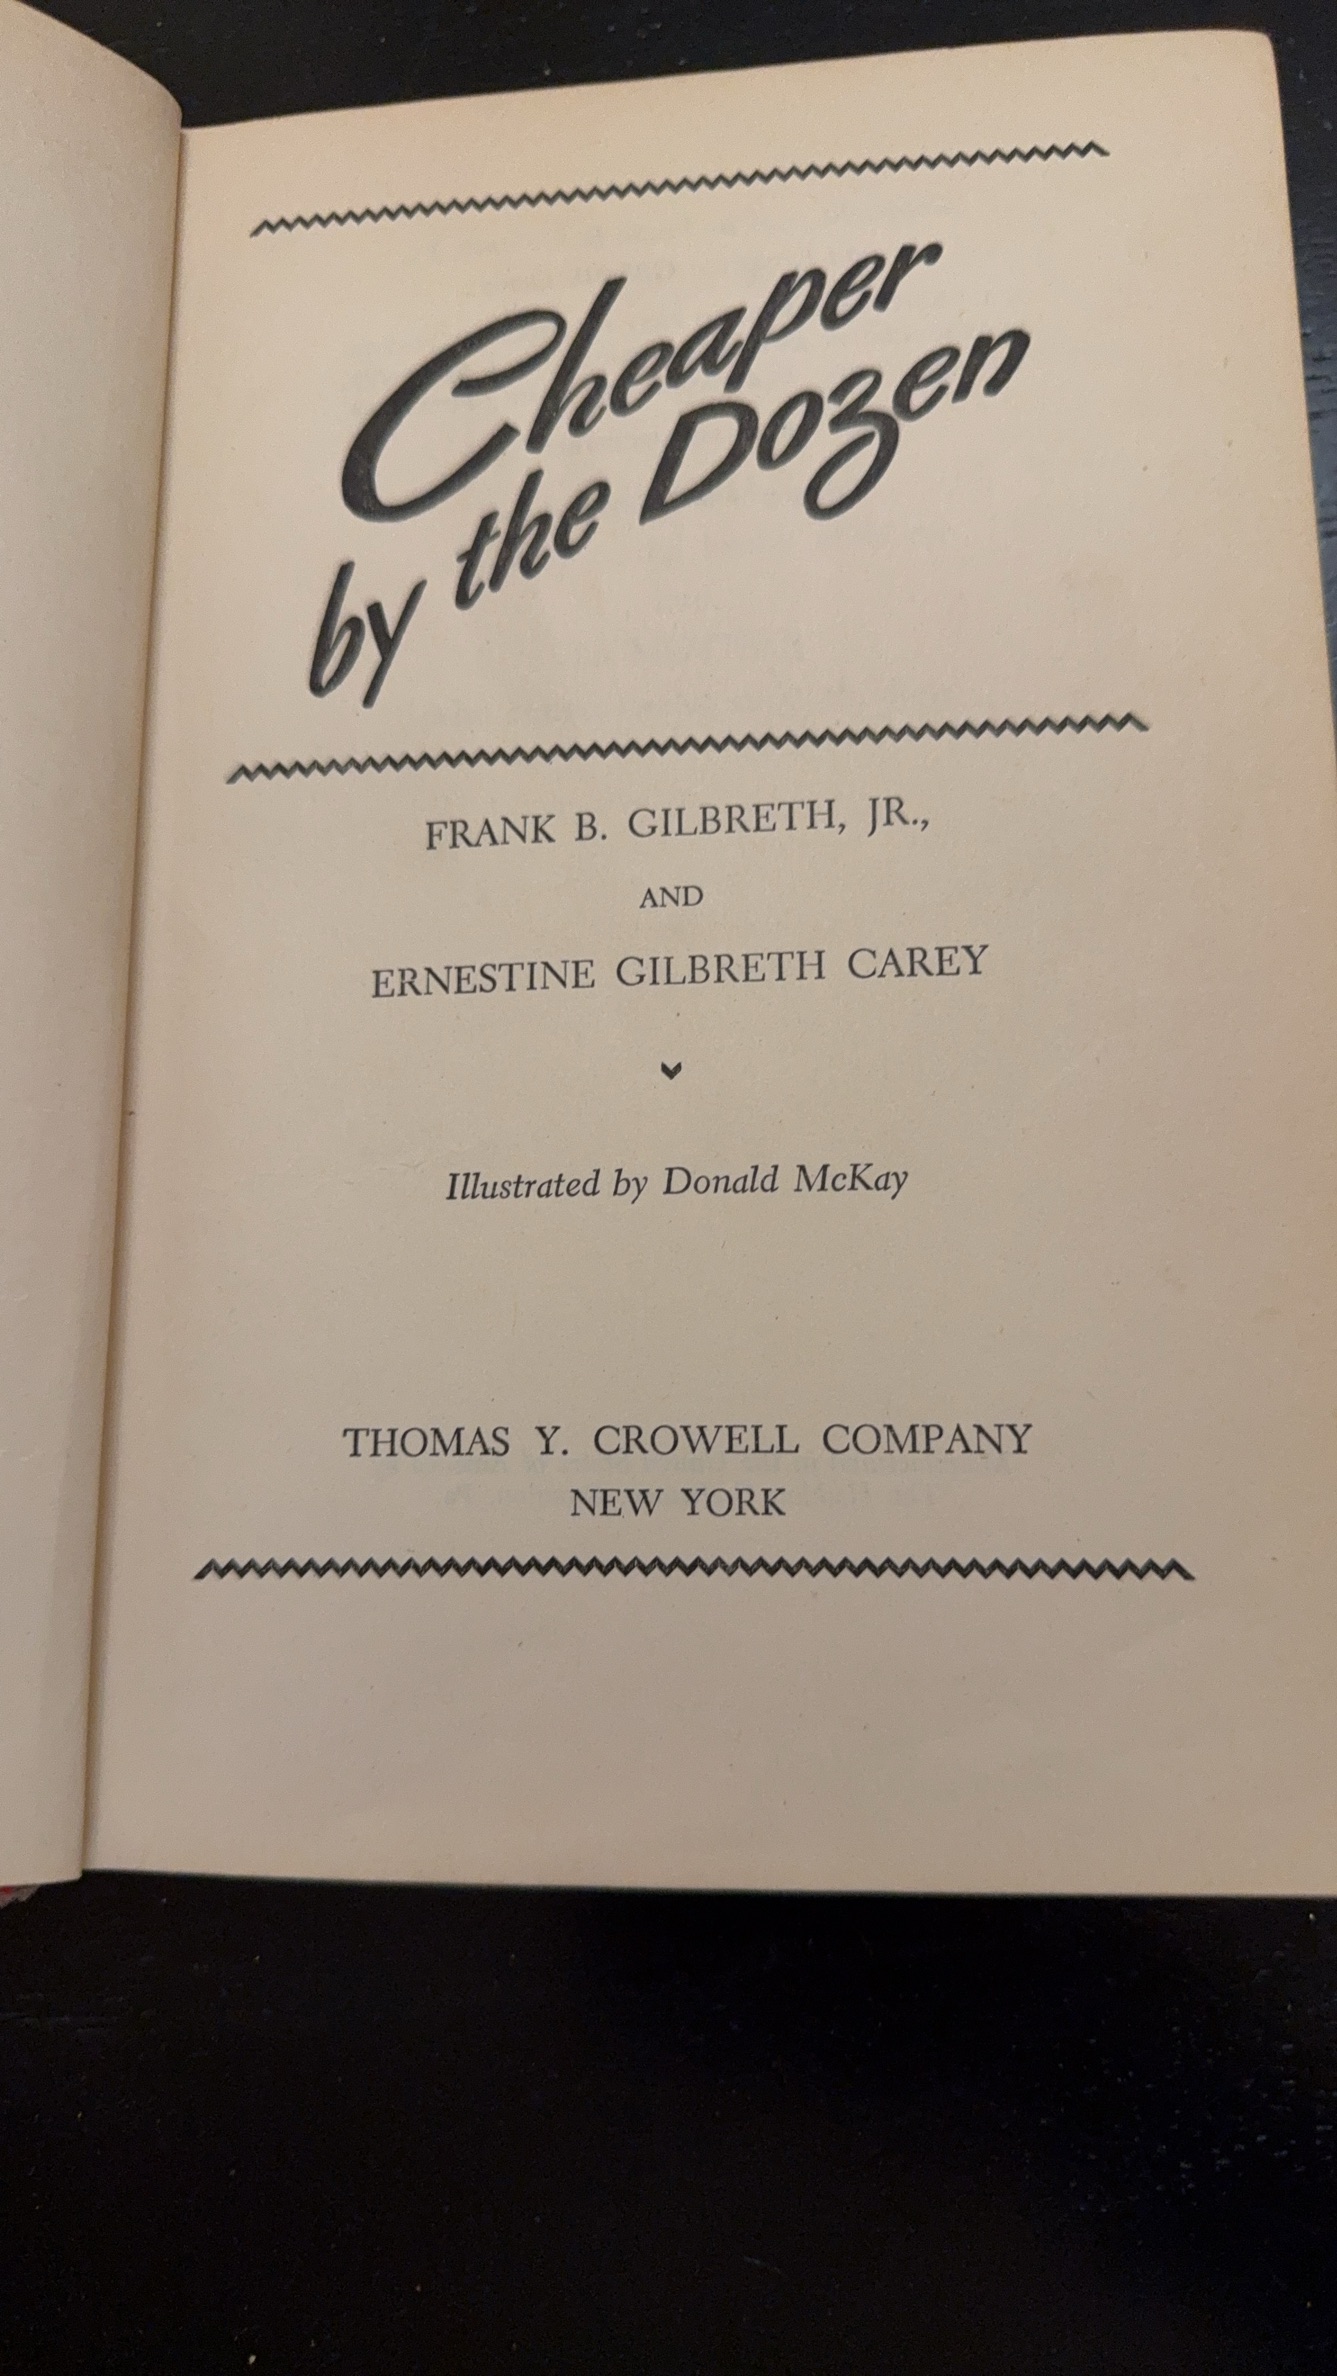 Cheaper
by the Dozen
FRANK B. GILBRETH, JR.,
AND
ERNESTINE GILBRETH CAREY
Illustrated by Donald McKay
THOMAS Y. CROWELL COMPANY
NEW YORK